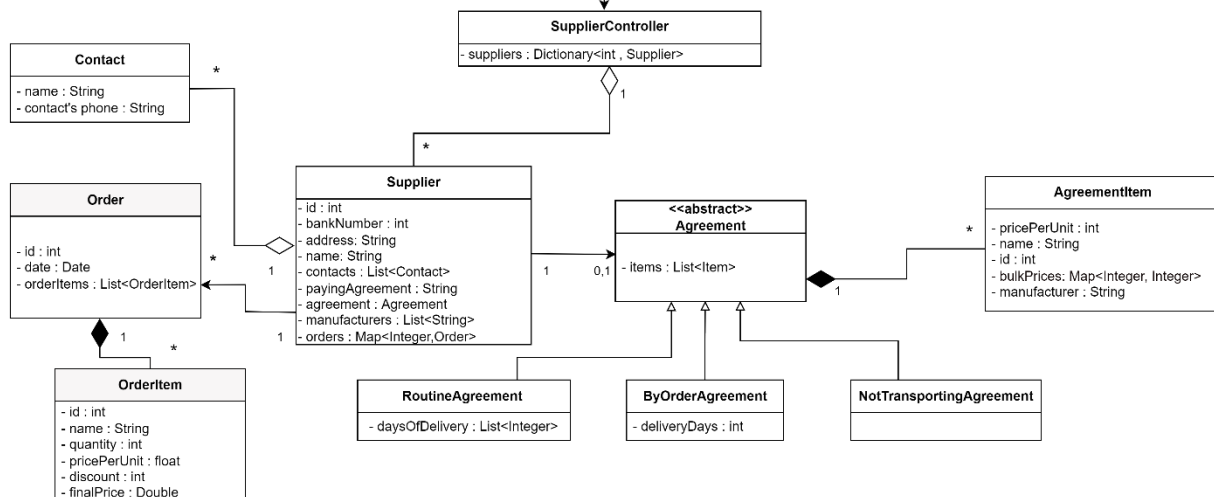 SupplierController
- suppliers : Dictionary<int , Supplier>
1
*
Contact
- name : String
- contact's phone : String
*
1
Supplier
- id : int
- bankNumber : int
- address: String
- name: String
- contacts : List<Contact>
- payingAgreement : String
- agreement : Agreement
- manufacturers : List<String>
- orders : Map<Integer,Order>
Order
- id : int
- date : Date
- orderItems : List<OrderItem>
*
1
1
*
OrderItem
- id : int
- name : String
- quantity : int
- pricePerUnit : float
- discount : int
- finalPrice : Double
1
0,1
<<abstract>>
Agreement
- items : List<Item>
1
*
AgreementItem
- pricePerUnit : int
- name : String
- id : int
- bulkPrices: Map<Integer, Integer>
- manufacturer : String
RoutineAgreement
- daysOfDelivery : List<Integer>
ByOrderAgreement
- deliveryDays : int
NotTransportingAgreement